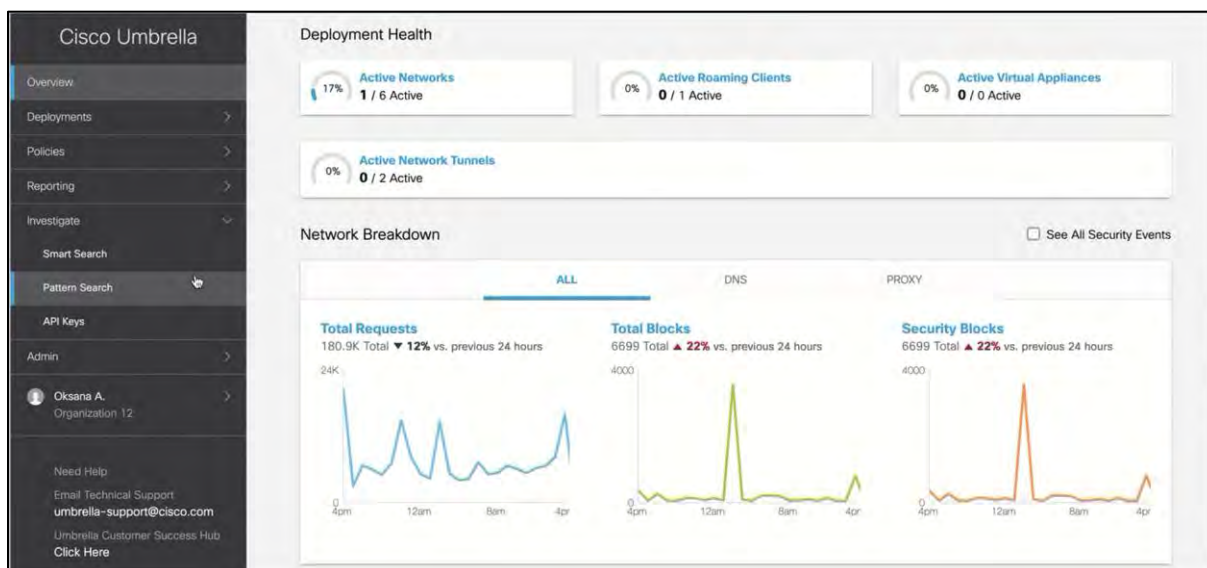 Cisco Umbrella
Overview
Deployments
Policies
Reporting
Investigate
Smart Search
Pattern Search
API Keys
Admin
Oksana A.
Organization 12
Need Help
Email Technical Support
umbrella-support@cisco.com
Umbrella Customer Success Hub
Click Here
Deployment Health
17%
Active Networks
1 / 6 Active
0%
Active Roaming Clients
0 / 1 Active
0%
Active Virtual Appliances
0 / 0 Active
0%
Active Network Tunnels
0 / 2 Active
Network Breakdown
See All Security Events
ALL
DNS
PROXY
Total Requests
180.9K Total ▼ 12% vs. previous 24 hours
24K
0
4pm 12am 8am 4pr
Total Blocks
6699 Total ▲ 22% vs. previous 24 hours
4000
0
4pm 12am 8am 4pr
Security Blocks
6699 Total ▲ 22% vs. previous 24 hours
4000
0
4pm 12am 8am 4pr